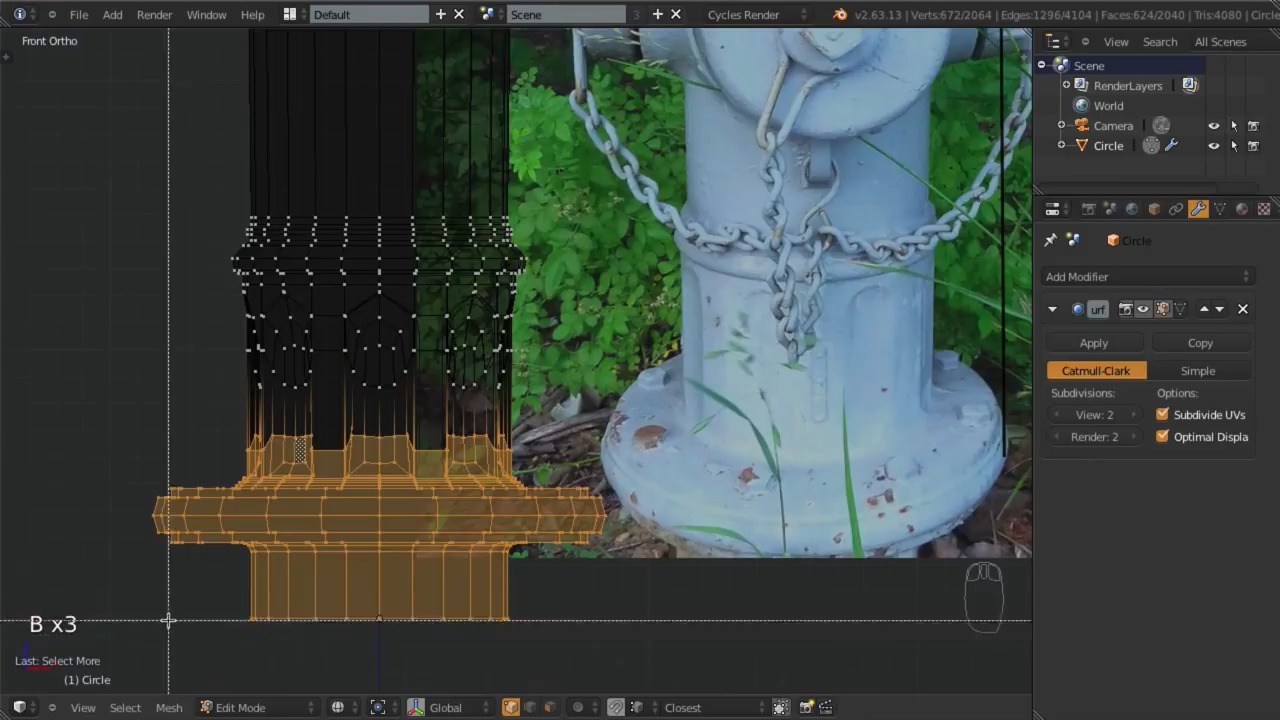 File Add Render Window Help Default Scene 3 Cycles Render v2.63.13 | Verts:672/2064 | Edges:1296/4104 | Faces:624/2040 | Tris:4080 | Circle
Front Ortho
View Search All Scenes
Scene
RenderLayers
World
Camera
Circle
Circle
Add Modifier
urf
Apply Copy
Catmull-Clark Simple
Subdivisions: Options:
View: 2 Subdivide UVs
Render: 2 Optimal Displa
B x3
Last: Select More
(1) Circle
View Select Mesh Edit Mode Global Closest